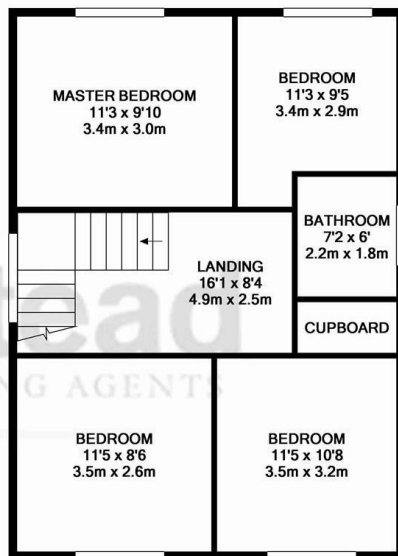 MASTER BEDROOM
11'3 x 9'10
3.4m x 3.0m
BEDROOM
11'3 x 9'5
3.4m x 2.9m
BATHROOM
7'2 x 6'
2.2m x 1.8m
LANDING
16'1 x 8'4
4.9m x 2.5m
CUPBOARD
BEDROOM
11'5 x 8'6
3.5m x 2.6m
BEDROOM
11'5 x 10'8
3.5m x 3.2m
tead
G AGENTS